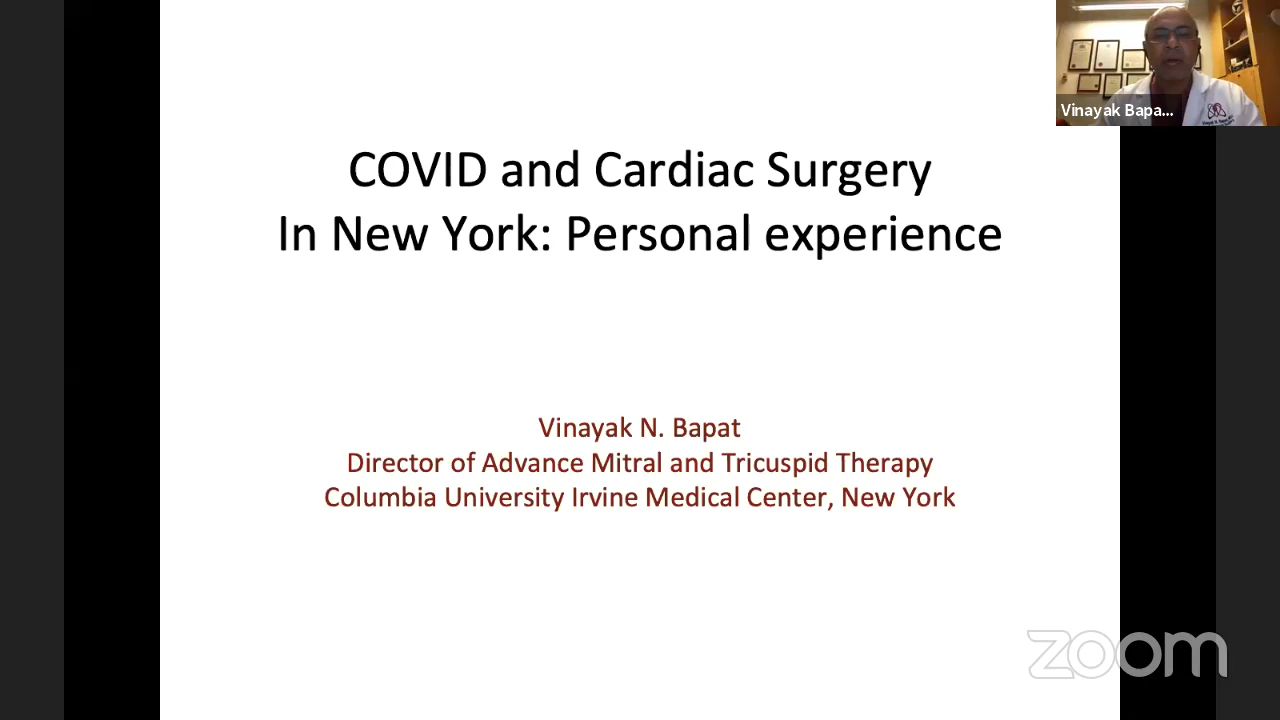 Vinayak Bapa...
COVID and Cardiac Surgery
In New York: Personal experience
Vinayak N. Bapat
Director of Advance Mitral and Tricuspid Therapy
Columbia University Irvine Medical Center, New York
zoom